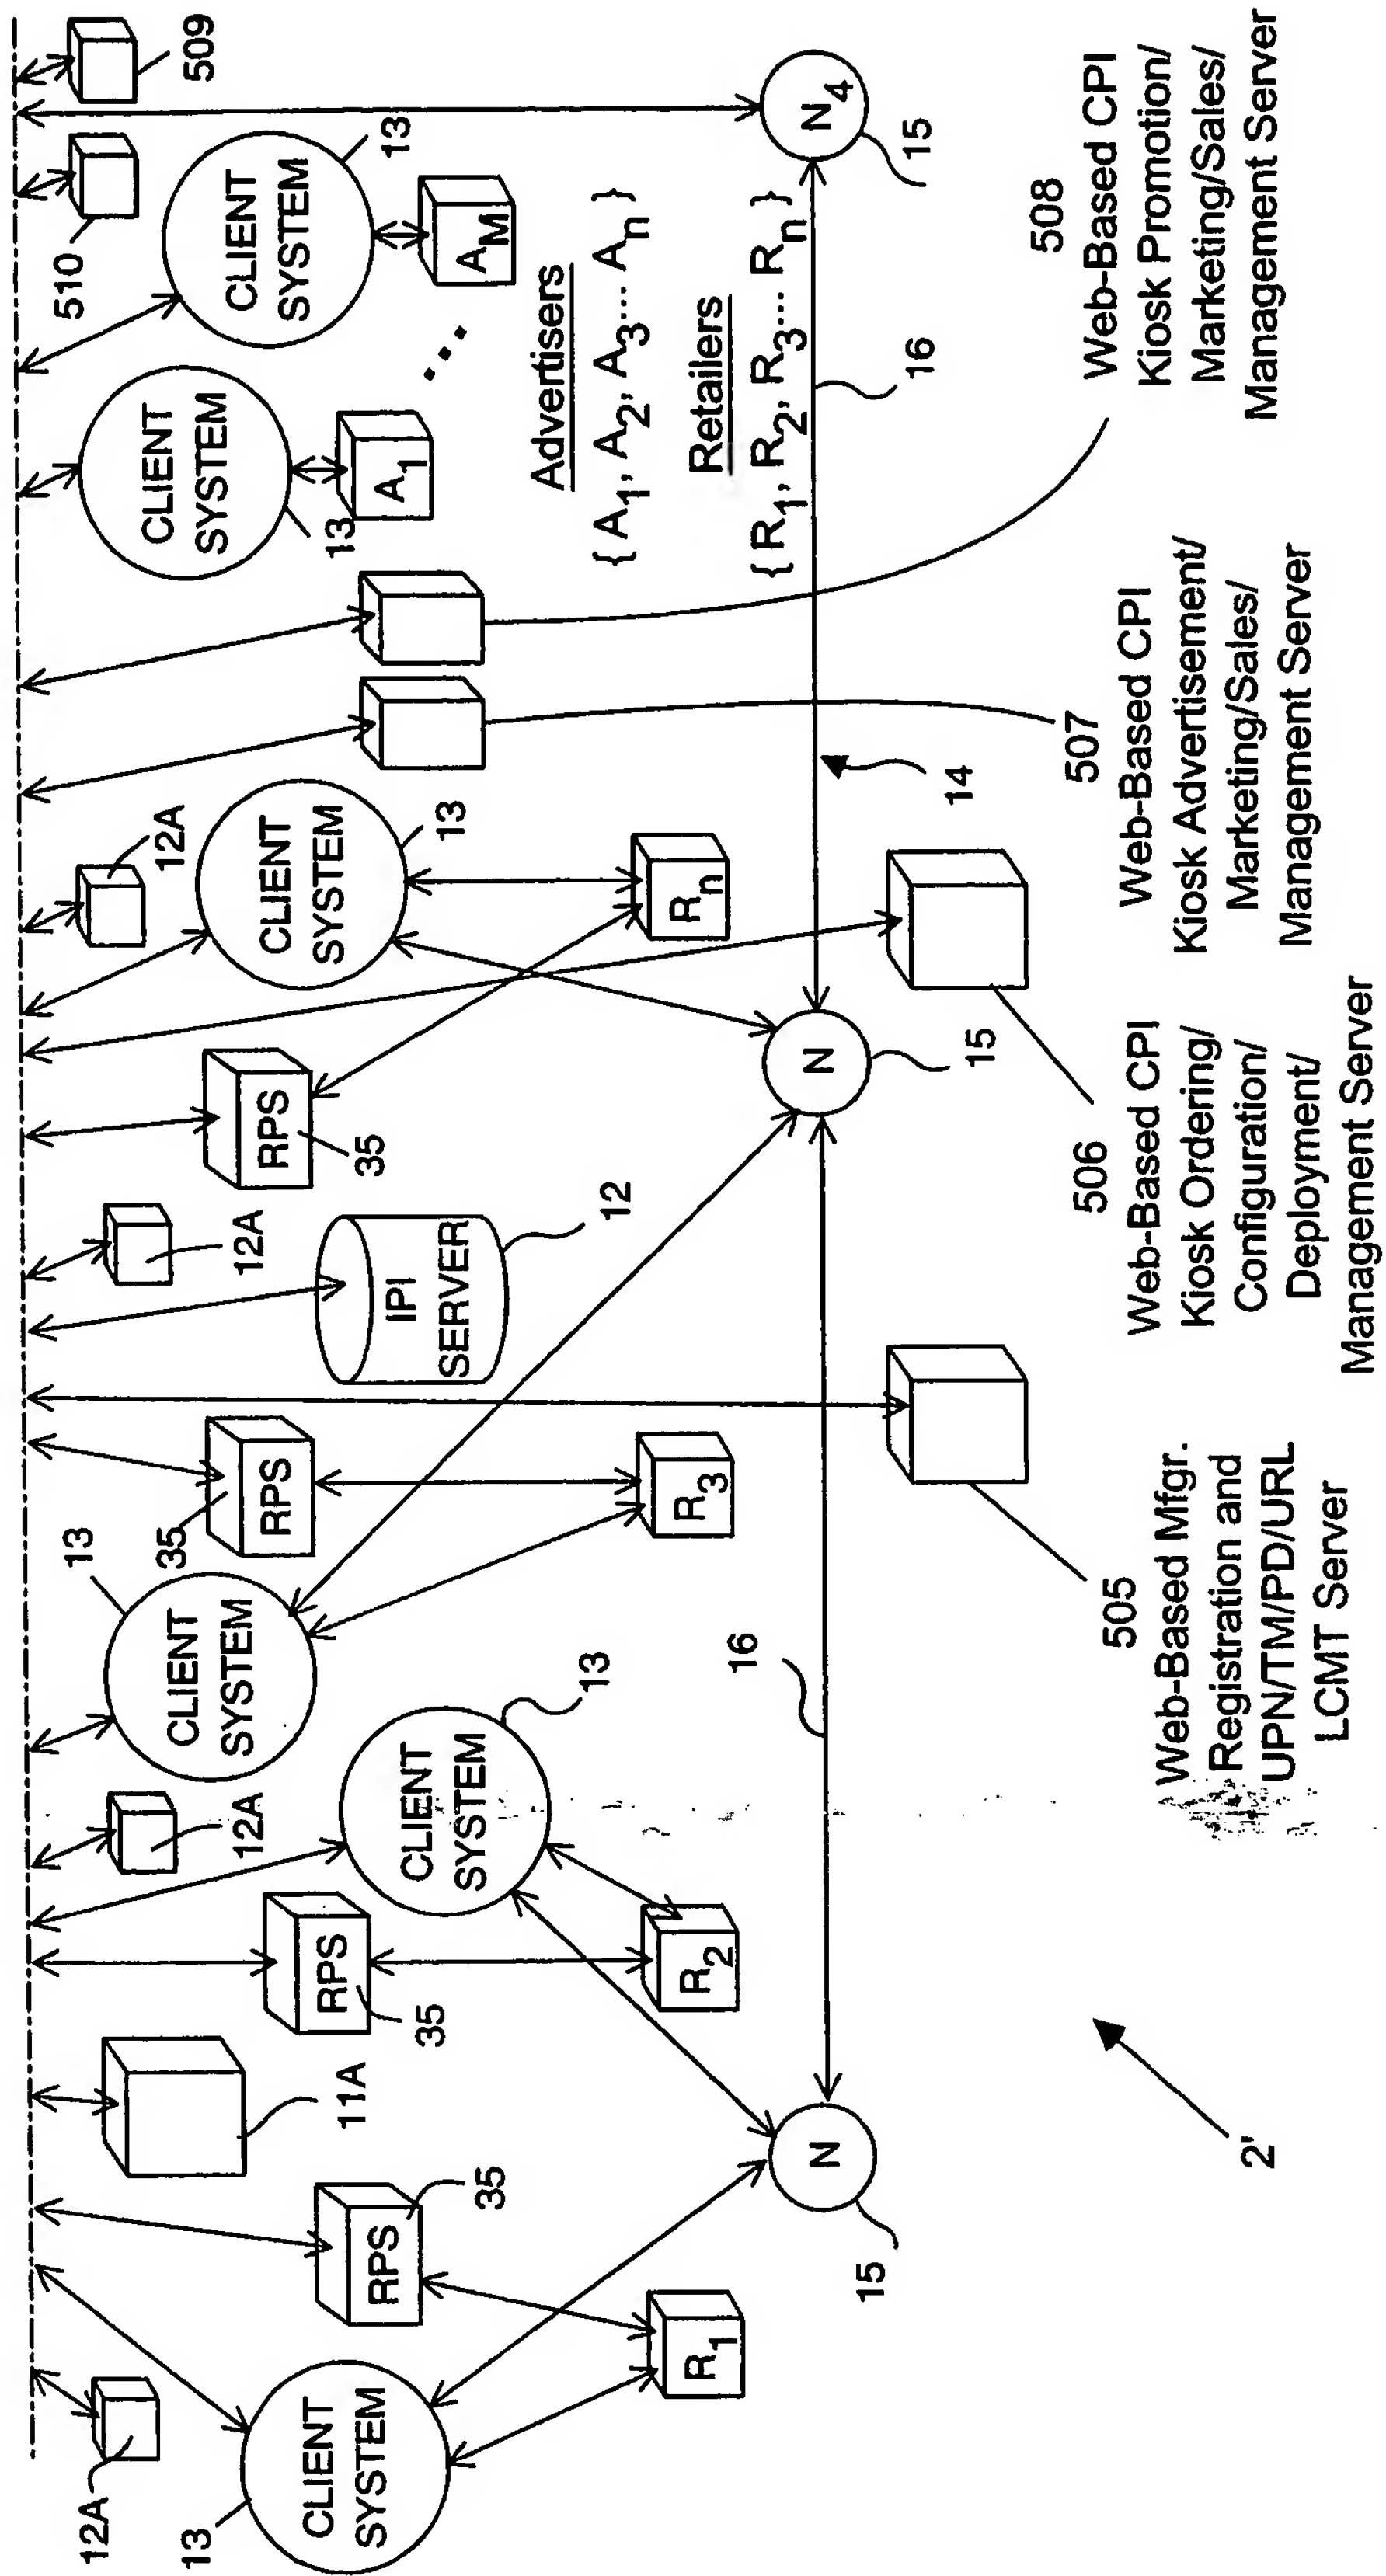 12A
13
CLIENT
SYSTEM
RPS
35
R1
11A
15
N
RPS
35
R2
12A
CLIENT
SYSTEM
13
13
CLIENT
SYSTEM
35
RPS
R3
16
IPI
SERVER
12
12A
RPS
35
N
15
12A
CLIENT
SYSTEM
13
Rn
14
CLIENT
SYSTEM
13
A1
510
CLIENT
SYSTEM
13
AM
...
509
Advertisers
{ A1, A2, A3... An }
Retailers
{ R1, R2, R3... Rn }
16
N4
15
2'
505
Web-Based Mfgr.
Registration and
UPN/TM/PD/URL
LCMT Server
506
Web-Based CPI
Kiosk Ordering/
Configuration/
Deployment/
Management Server
507
Web-Based CPI
Kiosk Advertisement/
Marketing/Sales/
Management Server
508
Web-Based CPI
Kiosk Promotion/
Marketing/Sales/
Management Server